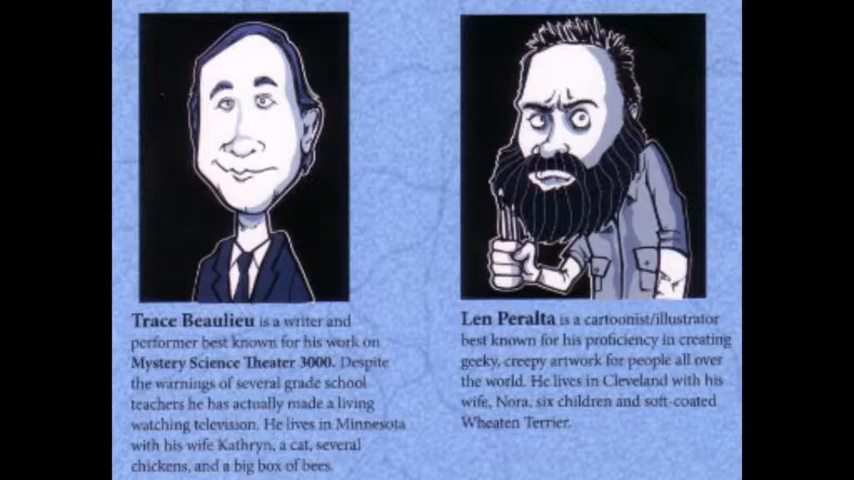 Trace Beaulieu is a writer and
performer best known for his work on
Mystery Science Theater 3000. Despite
the warnings of several grade school
teachers he has actually made a living
watching television. He lives in Minnesota
with his wife Kathryn, a cat, several
chickens, and a big box of bees.
Len Peralta is a cartoonist/illustrator
best known for his proficiency in creating
geeky, creepy artwork for people all over
the world. He lives in Cleveland with his
wife, Nora, six children and soft-coated
Wheaten Terrier.